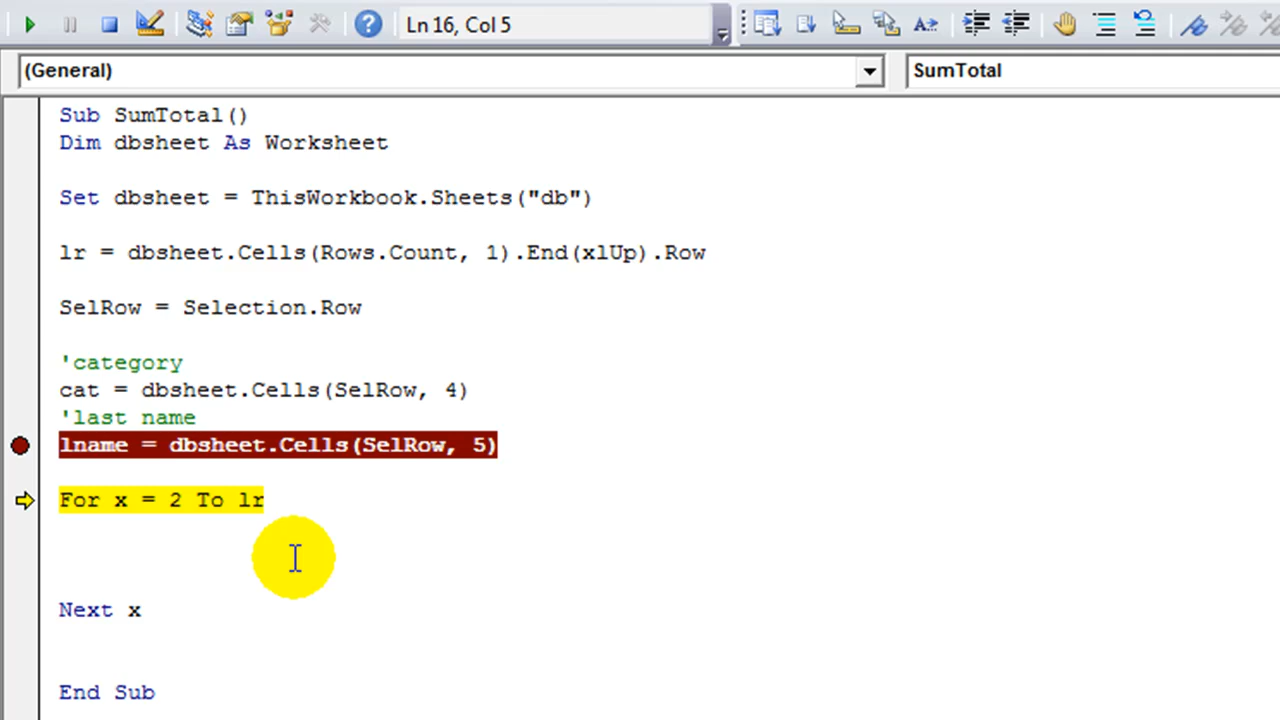 Ln 16, Col 5
(General)
SumTotal
Sub SumTotal()
Dim dbsheet As Worksheet
Set dbsheet = ThisWorkbook.Sheets("db")
lr = dbsheet.Cells(Rows.Count, 1).End(xlUp).Row
SelRow = Selection.Row
'category
cat = dbsheet.Cells(SelRow, 4)
'last name
lname = dbsheet.Cells(SelRow, 5)
For x = 2 To lr
Next x
End Sub